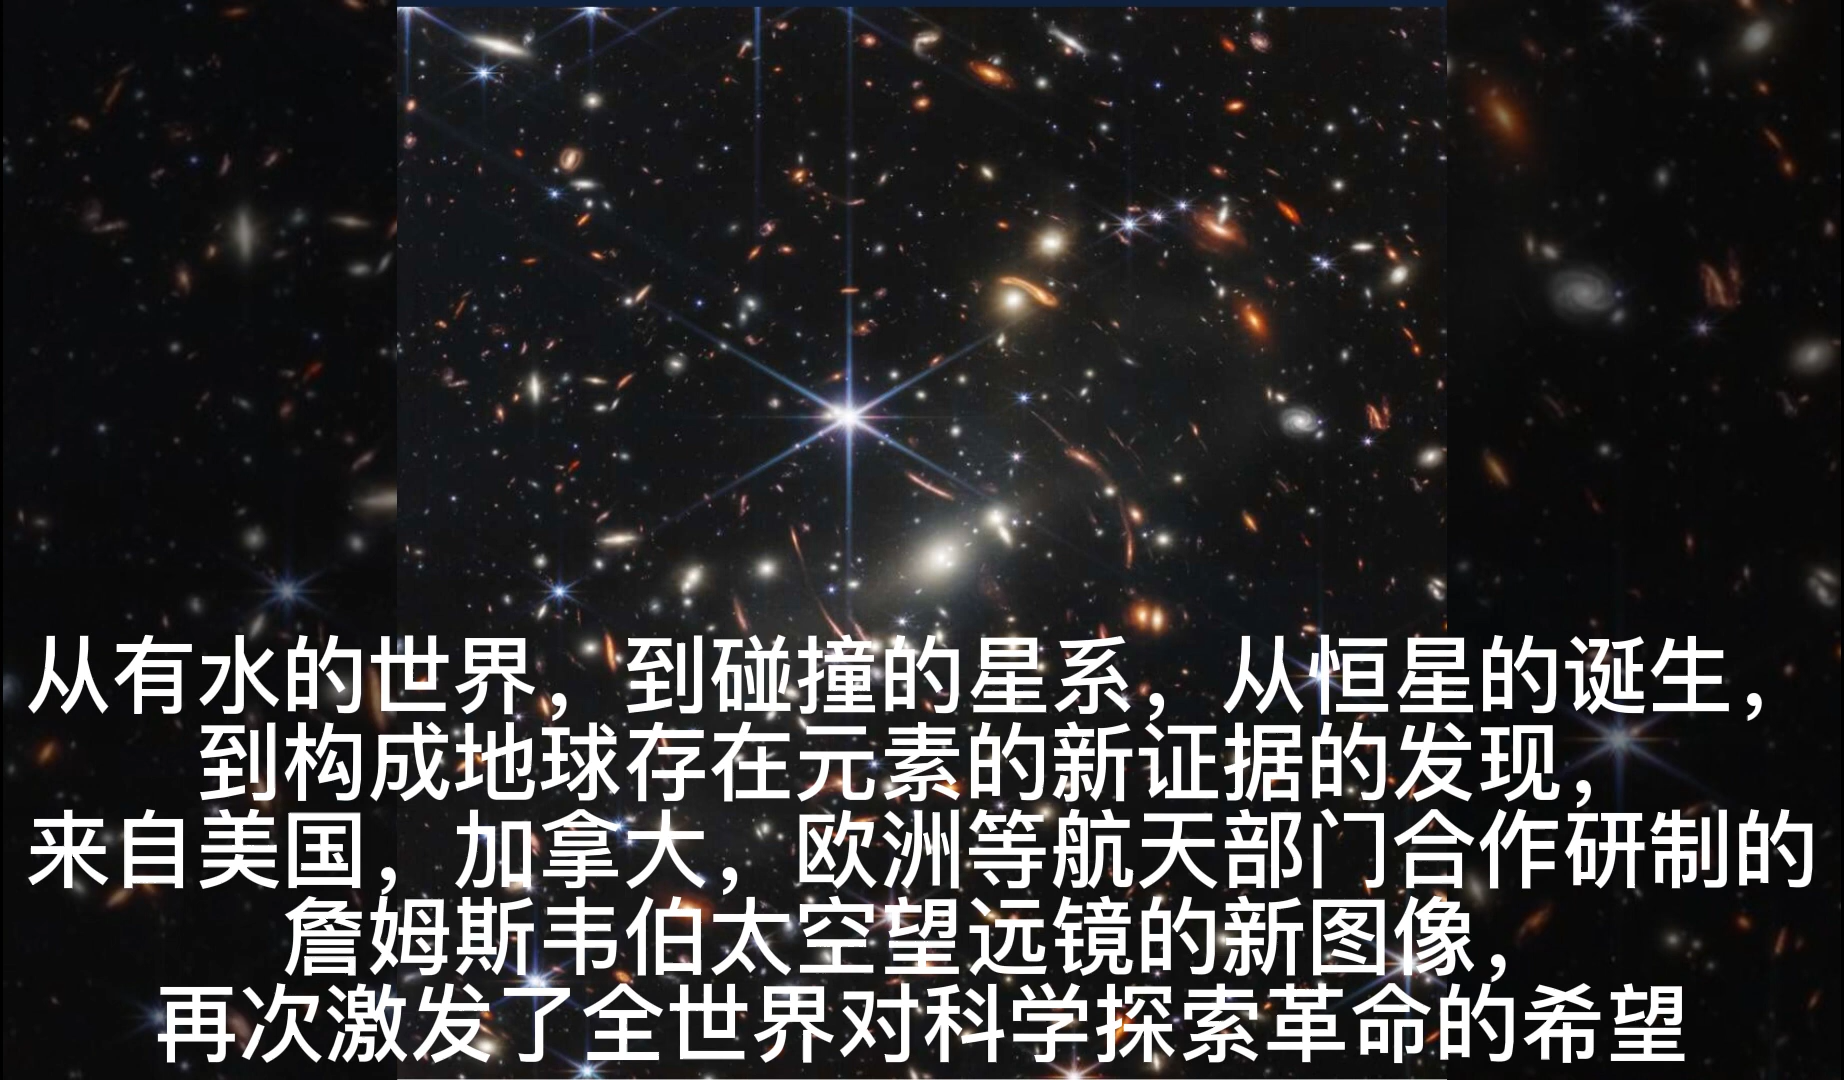 从有水的世界，到碰撞的星系，从恒星的诞生，
到构成地球存在元素的新证据的发现，
来自美国，加拿大，欧洲等航天部门合作研制的
詹姆斯韦伯太空望远镜的新图像，
再次激发了全世界对科学探索革命的希望